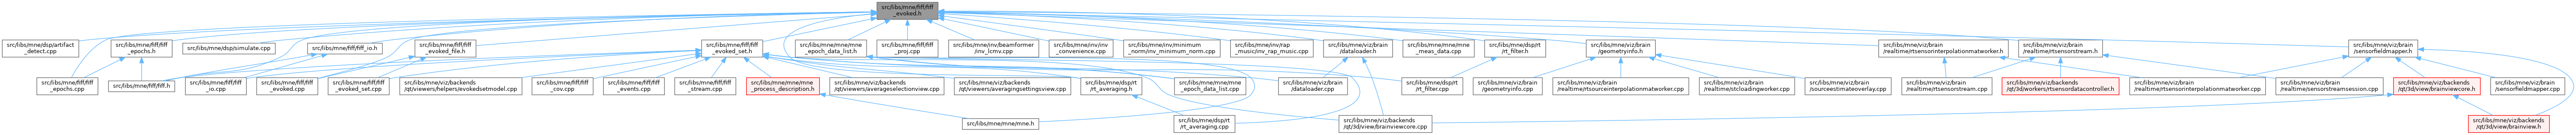 src/libs/mne/fiff/fiff
_evoked.h
src/libs/mne/dsp/artifact
_detect.cpp
src/libs/mne/fiff/fiff
_epochs.h
src/libs/mne/dsp/simulate.cpp
src/libs/mne/fiff/fiff_io.h
src/libs/mne/fiff/fiff
_evoked_file.h
src/libs/mne/fiff/fiff
_evoked_set.h
src/libs/mne/mne/mne
_epoch_data_list.h
src/libs/mne/fiff/fiff
_proj.cpp
src/libs/mne/inv/beamformer
/inv_lcmv.cpp
src/libs/mne/inv/inv
_convenience.cpp
src/libs/mne/inv/minimum
_norm/inv_minimum_norm.cpp
src/libs/mne/inv/rap
_music/inv_rap_music.cpp
src/libs/mne/viz/brain
/dataloader.h
src/libs/mne/mne/mne
_meas_data.cpp
src/libs/mne/dsp/rt
/rt_filter.h
src/libs/mne/viz/brain
/geometryinfo.h
src/libs/mne/viz/brain
/realtime/rtsensorinterpolationmatworker.h
src/libs/mne/viz/brain
/realtime/rtsensorstream.h
src/libs/mne/viz/brain
/sensorfieldmapper.h
src/libs/mne/fiff/fiff
_epochs.cpp
src/libs/mne/fiff/fiff.h
src/libs/mne/fiff/fiff
_io.cpp
src/libs/mne/fiff/fiff
_evoked.cpp
src/libs/mne/fiff/fiff
_evoked_set.cpp
src/libs/mne/viz/backends
/qt/viewers/helpers/evokedsetmodel.cpp
src/libs/mne/fiff/fiff
_cov.cpp
src/libs/mne/fiff/fiff
_events.cpp
src/libs/mne/fiff/fiff
_stream.cpp
src/libs/mne/mne/mne
_process_description.h
src/libs/mne/viz/backends
/qt/viewers/averageselectionview.cpp
src/libs/mne/viz/backends
/qt/viewers/averagingsettingsview.cpp
src/libs/mne/dsp/rt
/rt_averaging.h
src/libs/mne/mne/mne
_epoch_data_list.cpp
src/libs/mne/viz/brain
/dataloader.cpp
src/libs/mne/dsp/rt
/rt_filter.cpp
src/libs/mne/viz/brain
/geometryinfo.cpp
src/libs/mne/viz/brain
/realtime/rtsourceinterpolationmatworker.cpp
src/libs/mne/viz/brain
/realtime/stcloadingworker.cpp
src/libs/mne/viz/brain
/sourceestimateoverlay.cpp
src/libs/mne/viz/brain
/realtime/rtsensorstream.cpp
src/libs/mne/viz/backends
/qt/3d/workers/rtsensordatacontroller.h
src/libs/mne/viz/brain
/realtime/rtsensorinterpolationmatworker.cpp
src/libs/mne/viz/brain
/realtime/sensorstreamsession.cpp
src/libs/mne/viz/backends
/qt/3d/view/brainviewcore.h
src/libs/mne/viz/brain
/sensorfieldmapper.cpp
src/libs/mne/mne/mne.h
src/libs/mne/dsp/rt
/rt_averaging.cpp
src/libs/mne/viz/backends
/qt/3d/view/brainviewcore.cpp
src/libs/mne/viz/backends
/qt/3d/view/brainview.h